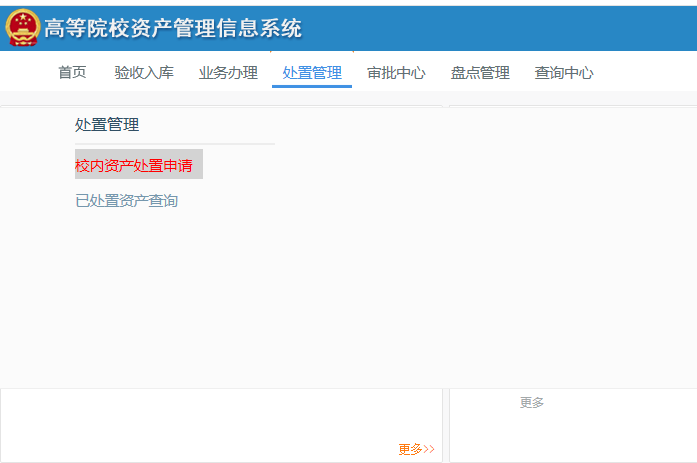 高等院校资产管理信息系统
首页 验收入库 业务办理 处置管理 审批中心 盘点管理 查询中心
处置管理
校内资产处置申请
已处置资产查询
更多
更多>>